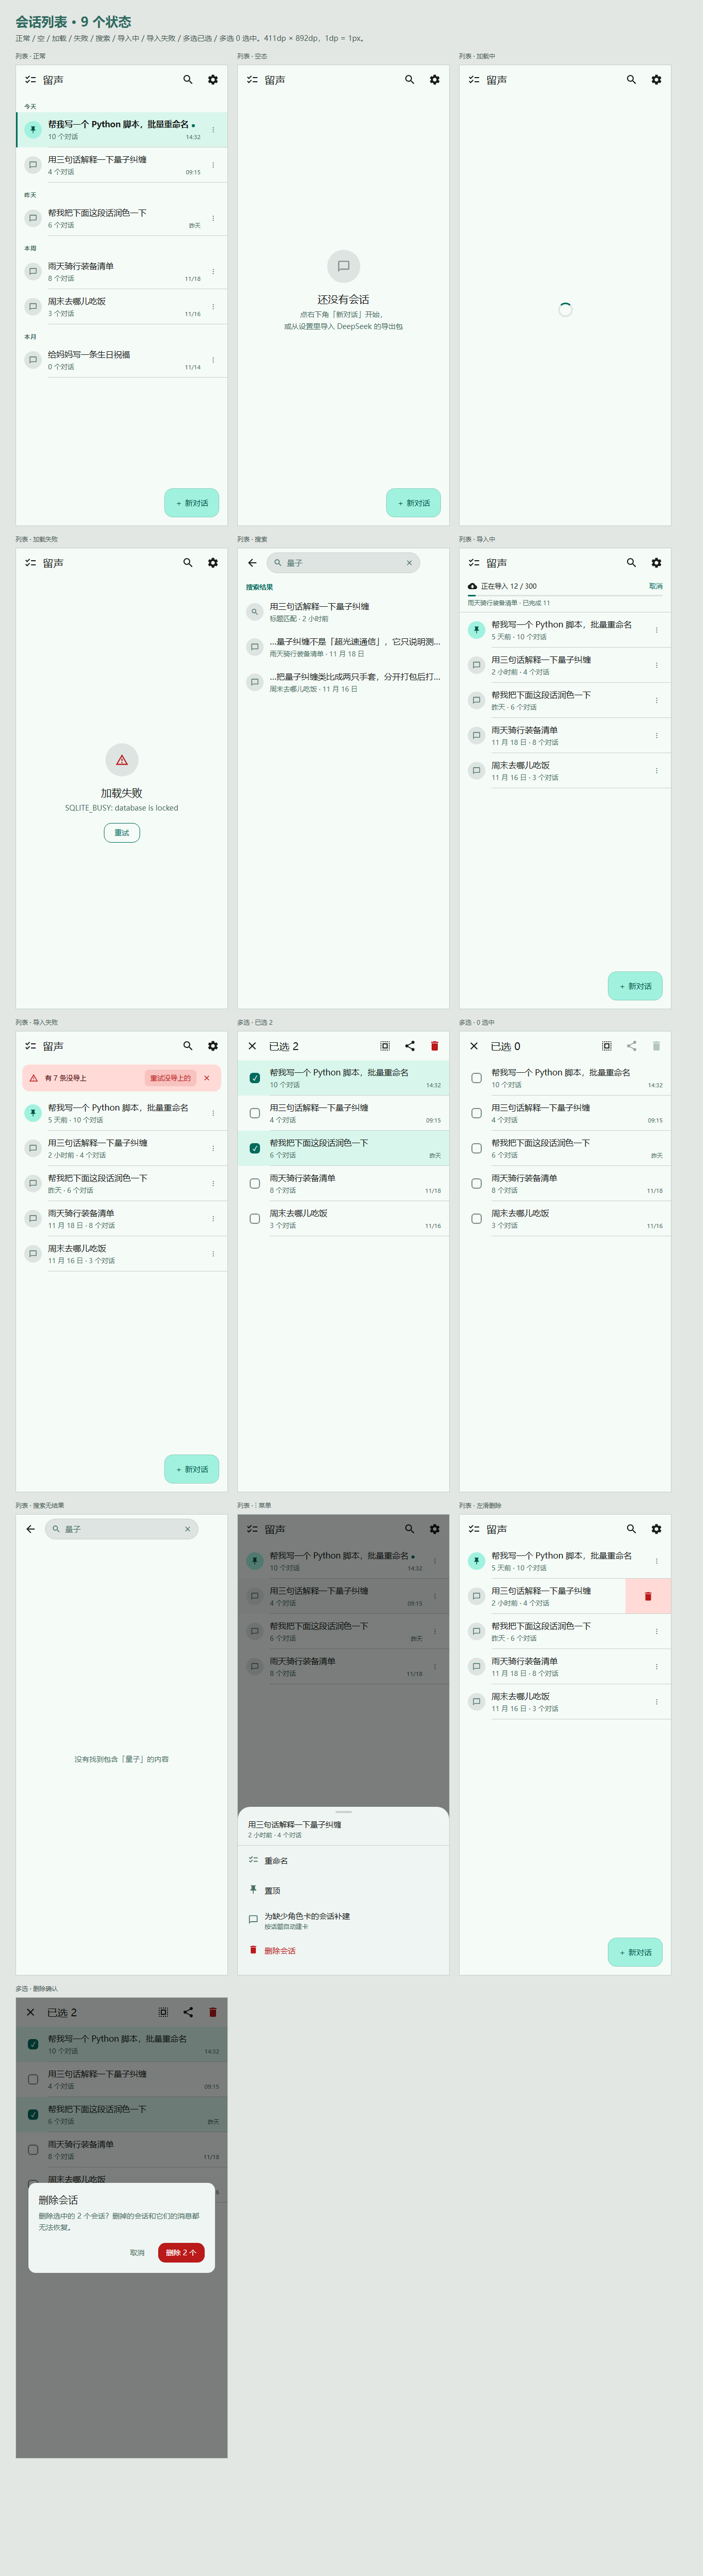 会话列表 · 9 个状态
正常 / 空 / 加载 / 失败 / 搜索 / 导入中 / 导入失败 / 多选已选 / 多选 0 选中。411dp × 892dp，1dp = 1px。
列表 · 正常
留声
今天
帮我写一个 Python 脚本，批量重命名
10 个对话
14:32
用三句话解释一下量子纠缠
4 个对话
09:15
昨天
帮我把下面这段话润色一下
6 个对话
昨天
本周
雨天骑行装备清单
8 个对话
11/18
周末去哪儿吃饭
3 个对话
11/16
本月
给妈妈写一条生日祝福
0 个对话
11/14
+ 新对话
列表 · 空态
留声
还没有会话
点右下角「新对话」开始，
或从设置里导入 DeepSeek 的导出包
+ 新对话
列表 · 加载中
留声
列表 · 加载失败
留声
加载失败
SQLITE_BUSY: database is locked
重试
列表 · 搜索
量子
搜索结果
用三句话解释一下量子纠缠
标题匹配 · 2 小时前
…量子纠缠不是「超光速通信」，它只说明测…
雨天骑行装备清单 · 11 月 18 日
…把量子纠缠类比成两只手套，分开打包后打…
周末去哪儿吃饭 · 11 月 16 日
列表 · 导入中
留声
正在导入 12 / 300
取消
雨天骑行装备清单 · 已完成 11
帮我写一个 Python 脚本，批量重命名
5 天前 · 10 个对话
用三句话解释一下量子纠缠
2 小时前 · 4 个对话
帮我把下面这段话润色一下
昨天 · 6 个对话
雨天骑行装备清单
11 月 18 日 · 8 个对话
周末去哪儿吃饭
11 月 16 日 · 3 个对话
+ 新对话
列表 · 导入失败
留声
有 7 条没导上
重试没导上的
帮我写一个 Python 脚本，批量重命名
5 天前 · 10 个对话
用三句话解释一下量子纠缠
2 小时前 · 4 个对话
帮我把下面这段话润色一下
昨天 · 6 个对话
雨天骑行装备清单
11 月 18 日 · 8 个对话
周末去哪儿吃饭
11 月 16 日 · 3 个对话
+ 新对话
多选 · 已选 2
已选 2
帮我写一个 Python 脚本，批量重命名
10 个对话
14:32
用三句话解释一下量子纠缠
4 个对话
09:15
帮我把下面这段话润色一下
6 个对话
昨天
雨天骑行装备清单
8 个对话
11/18
周末去哪儿吃饭
3 个对话
11/16
多选 · 0 选中
已选 0
帮我写一个 Python 脚本，批量重命名
10 个对话
14:32
用三句话解释一下量子纠缠
4 个对话
09:15
帮我把下面这段话润色一下
6 个对话
昨天
雨天骑行装备清单
8 个对话
11/18
周末去哪儿吃饭
3 个对话
11/16
列表 · 搜索无结果
量子
没有找到包含「量子」的内容
列表 · ⋮ 菜单
留声
帮我写一个 Python 脚本，批量重命名
10 个对话
14:32
用三句话解释一下量子纠缠
4 个对话
09:15
帮我把下面这段话润色一下
6 个对话
昨天
雨天骑行装备清单
8 个对话
11/18
用三句话解释一下量子纠缠
2 小时前 · 4 个对话
重命名
置顶
为缺少角色卡的会话补建
按话题自动建卡
删除会话
列表 · 左滑删除
留声
帮我写一个 Python 脚本，批量重命名
5 天前 · 10 个对话
用三句话解释一下量子纠缠
2 小时前 · 4 个对话
帮我把下面这段话润色一下
昨天 · 6 个对话
雨天骑行装备清单
11 月 18 日 · 8 个对话
周末去哪儿吃饭
11 月 16 日 · 3 个对话
+ 新对话
多选 · 删除确认
已选 2
帮我写一个 Python 脚本，批量重命名
10 个对话
14:32
用三句话解释一下量子纠缠
4 个对话
09:15
帮我把下面这段话润色一下
6 个对话
昨天
雨天骑行装备清单
8 个对话
11/18
周末去哪儿吃饭
6
删除会话
删除选中的 2 个会话？删掉的会话和它们的消息都
无法恢复。
取消
删除 2 个